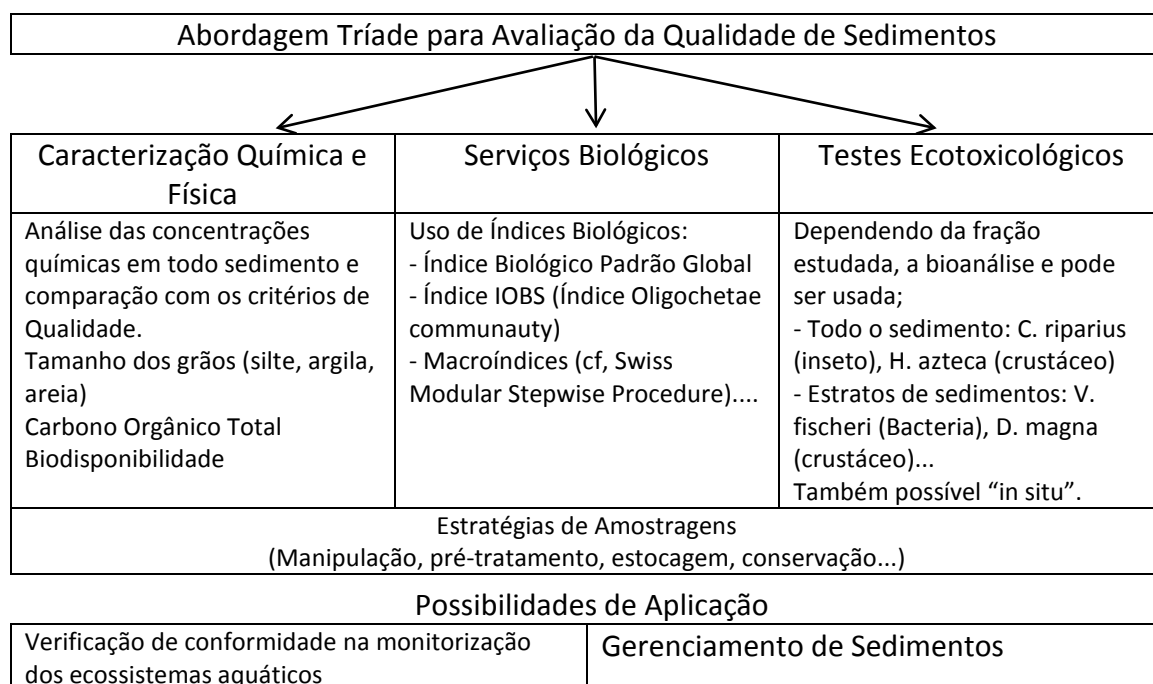 Abordagem Tríade para Avaliação da Qualidade de Sedimentos
Caracterização Química e
Física
Análise das concentrações
químicas em todo sedimento e
comparação com os critérios de
Qualidade.
Tamanho dos grãos (silte, argila,
areia)
Carbono Orgânico Total
Biodisponibilidade
Serviços Biológicos
Uso de Índices Biológicos:
- Índice Biológico Padrão Global
- Índice IOBS (Índice Oligochetae
communauty)
- Macroíndices (cf, Swiss
Modular Stepwise Procedure)....
Testes Ecotoxicológicos
Dependendo da fração
estudada, a bioanálise e pode
ser usada;
- Todo o sedimento: C. riparius
(inseto), H. azteca (crustáceo)
- Estratos de sedimentos: V.
fischeri (Bacteria), D. magna
(crustáceo)...
Também possível “in situ”.
Estratégias de Amostragens
(Manipulação, pré-tratamento, estocagem, conservação...)
Possibilidades de Aplicação
Verificação de conformidade na monitorização
dos ecossistemas aquáticos
Gerenciamento de Sedimentos